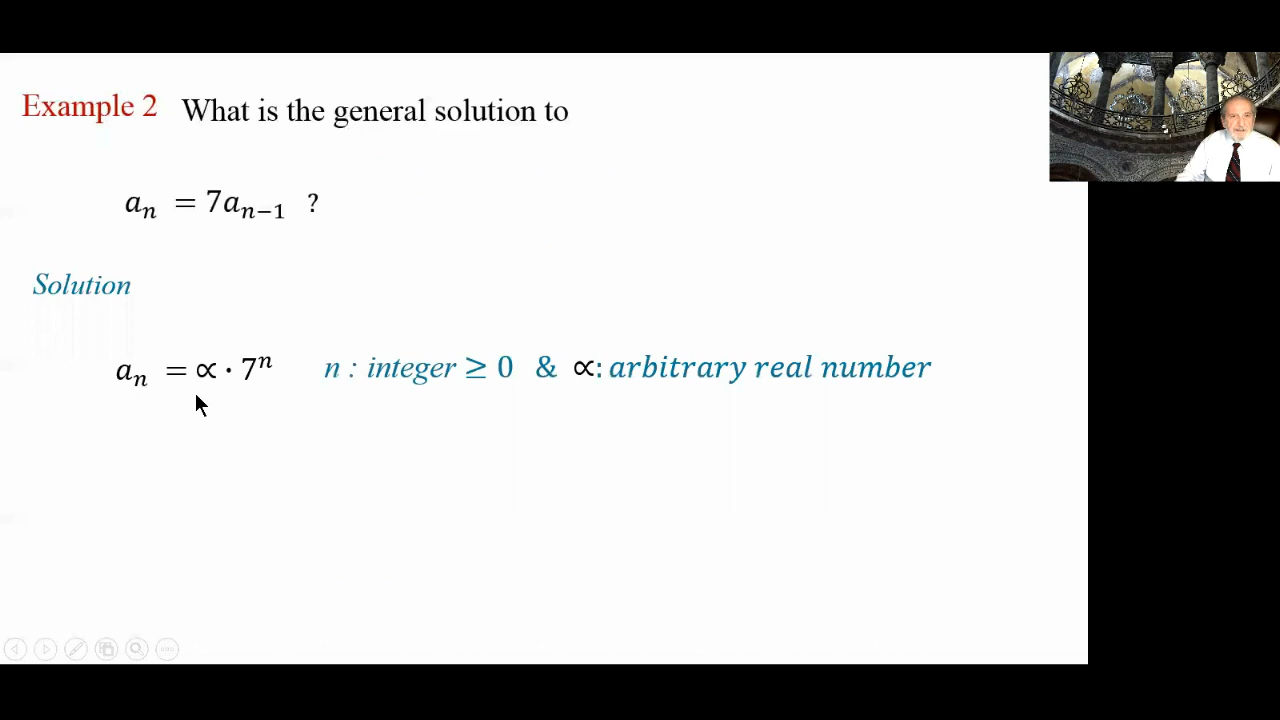 Example 2 What is the general solution to
aₙ = 7aₙ₋₁ ?
Solution
aₙ = ∝ · 7ⁿ n : integer ≥ 0 & ∝: arbitrary real number